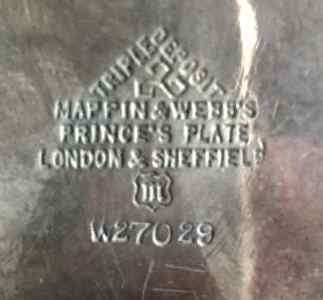 TRIPLE DEPOSIT
MAPPIN & WEBB'S
PRINCE'S PLATE
LONDON & SHEFFIELD
m
W27029